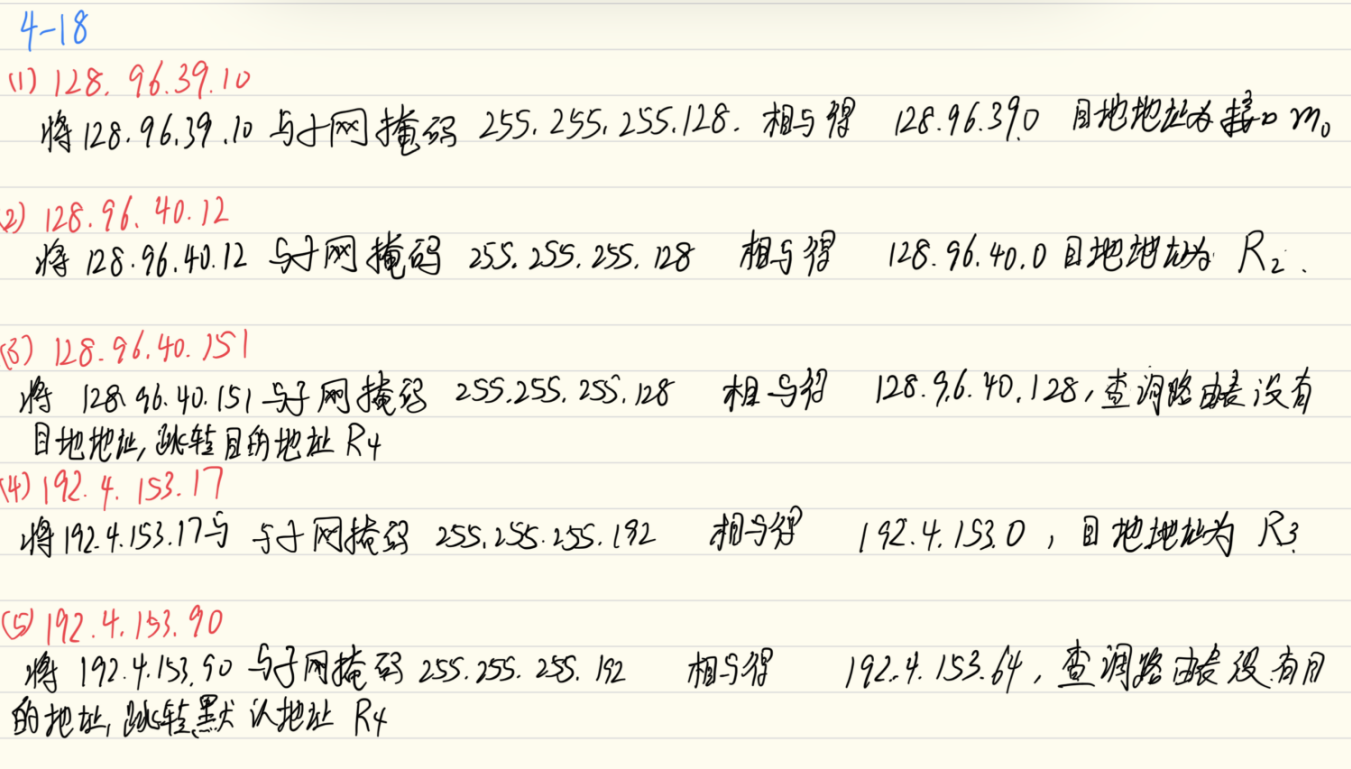 4-18
(1) 128. 96.39.10
将128.96.39.10 与子网掩码 255. 255. 255.128. 相与得 128.96.39.0 目地地址为接口 m0
2) 128.96. 40.12
将 128.96.40.12 与子网掩码 255. 255. 255. 128 相与得 128.96.40.0 目地地址为 R2.
(3) 128.96.40.151
将 128.96.40.151与子网掩码 255.255.255.128 相与得 128.96.40.128,查询路由表没有
目地地址,跳转目的地址 R4
(4) 192. 4. 153.17
将192.4.153.17与 与子网掩码 255.255.255.192 相与得 192.4.153.0 , 目地地址为 R3.
(5) 192.4.153.90
将 192.4.153.90 与子网掩码 255.255. 255. 192 相与得 192.4.153.64, 查询路由表没有目
的地址,跳转默认地址 R4